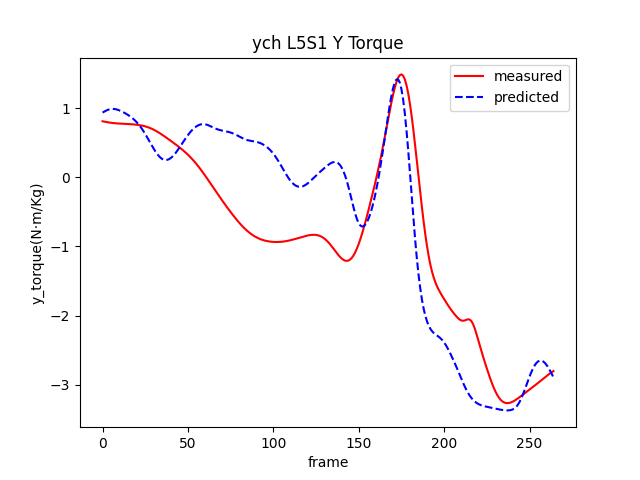 ych L5S1 Y Torque
measured
predicted
y_torque(N·m/Kg)
1
0
−1
−2
−3
0 50 100 150 200 250
frame